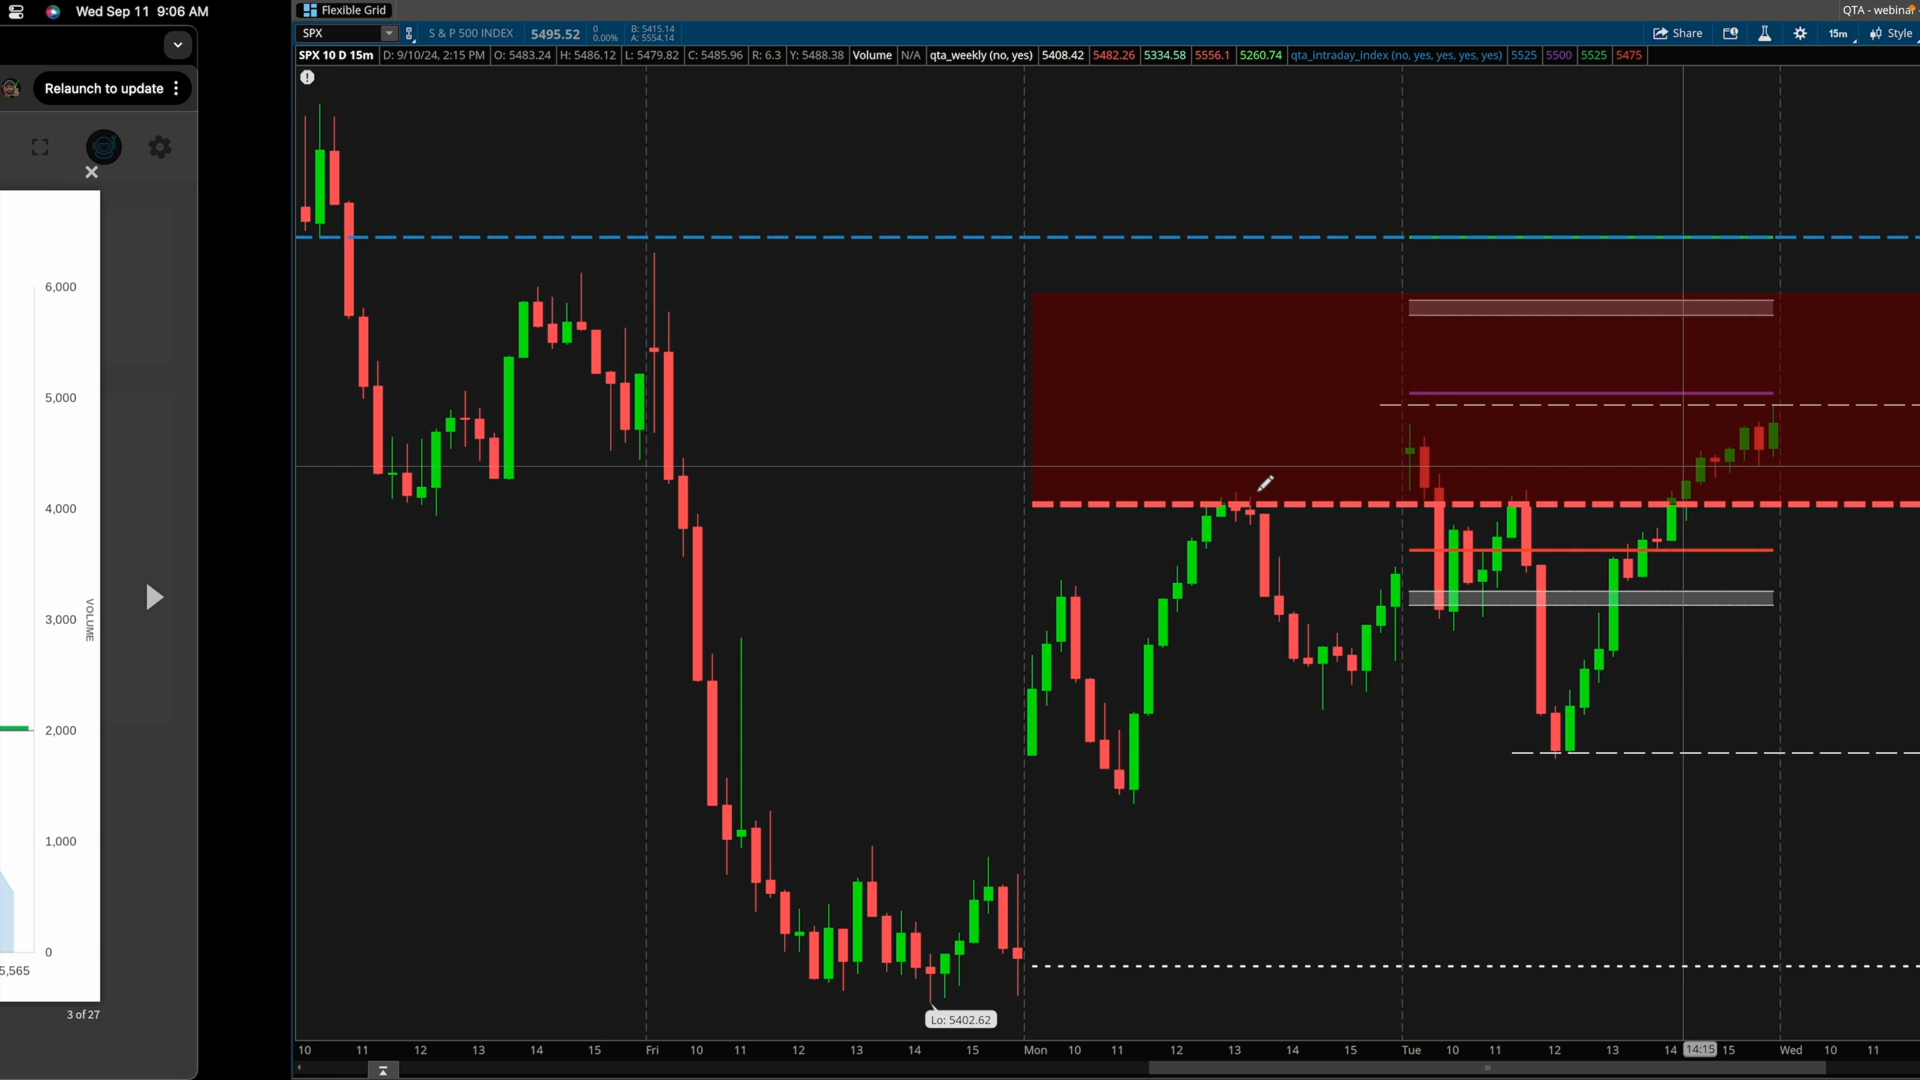 Wed Sep 11 9:06 AM
Flexible Grid
QTA - webinar
SPX
S & P 500 INDEX
5495.52
0
0.00%
B: 5415.14
A: 5554.14
Share
15m
Style
SPX 10 D 15m
D: 9/10/24, 2:15 PM
O: 5483.24
H: 5486.12
L: 5479.82
C: 5485.96
R: 6.3
Y: 5488.38
Volume
N/A
qta_weekly (no, yes)
5408.42
5482.26
5334.58
5556.1
5260.74
qta_intraday_index (no, yes, yes, yes, yes)
5525
5500
5525
5475
Relaunch to update
6,000
5,000
4,000
3,000
VOLUME
2,000
1,000
0
5,565
3 of 27
Lo: 5402.62
10 11 12 13 14 15 Fri 10 11 12 13 14 15 Mon 10 11 12 13 14 15 Tue 10 11 12 13 14 14:15 15 Wed 10 11